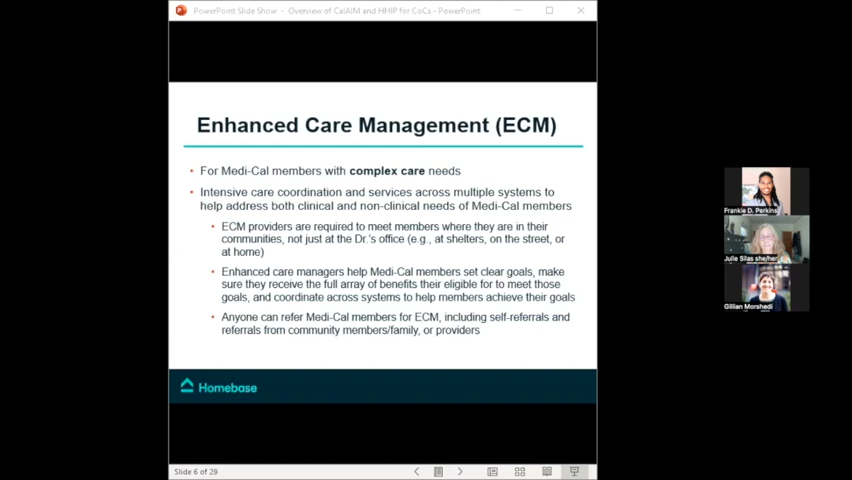 PowerPoint Slide Show - Overview of CalAIM and HHIP for CoCs - PowerPoint
Enhanced Care Management (ECM)
• For Medi-Cal members with complex care needs
• Intensive care coordination and services across multiple systems to
help address both clinical and non-clinical needs of Medi-Cal members
• ECM providers are required to meet members where they are in their
communities, not just at the Dr.'s office (e.g., at shelters, on the street, or
at home)
• Enhanced care managers help Medi-Cal members set clear goals, make
sure they receive the full array of benefits their eligible for to meet those
goals, and coordinate across systems to help members achieve their goals
• Anyone can refer Medi-Cal members for ECM, including self-referrals and
referrals from community members/family, or providers
Homebase
Slide 6 of 29
Frankie D. Perkins
Julie Silas she/her
Gillian Morshedi